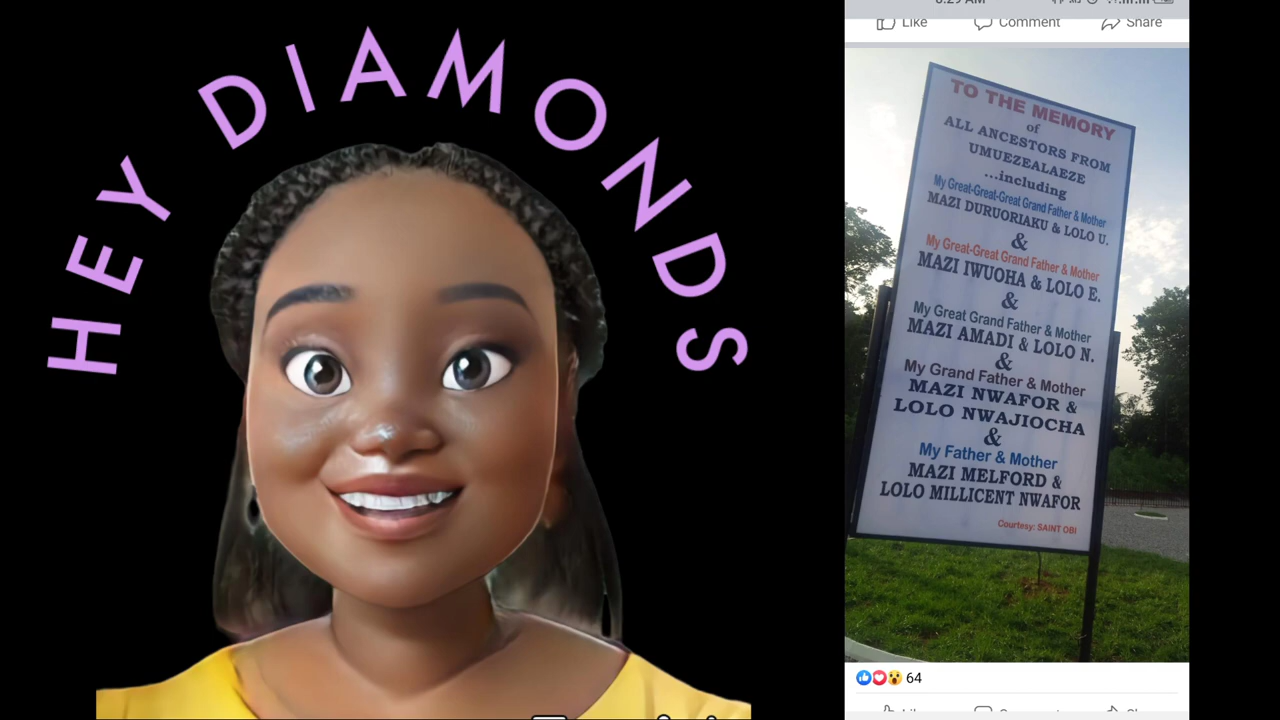 HEY DIAMONDS
8:29 AM
Like Comment Share
TO THE MEMORY
of
ALL ANCESTORS FROM
UMUEZEALAEZE
...including
My Great-Great-Great Grand Father & Mother
MAZI DURUORIAKU & LOLO U.
&
My Great-Great Grand Father & Mother
MAZI IWUOHA & LOLO E.
&
My Great Grand Father & Mother
MAZI AMADI & LOLO N.
&
My Grand Father & Mother
MAZI NWAFOR &
LOLO NWAJIOCHA
&
My Father & Mother
MAZI MELFORD &
LOLO MILLICENT NWAFOR
Courtesy: SAINT OBI
64